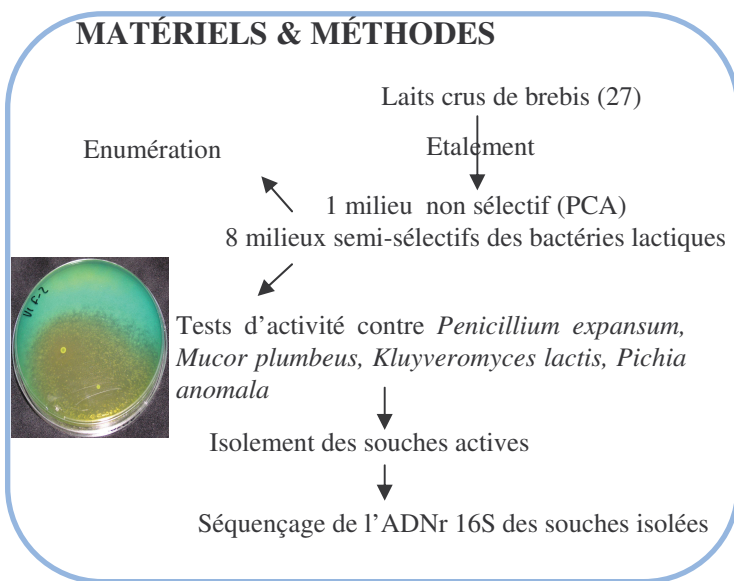 MATÉRIELS & MÉTHODES
Laits crus de brebis (27)
Enumération
Etalement
1 milieu non sélectif (PCA)
8 milieux semi-sélectifs des bactéries lactiques
Tests d'activité contre Penicillium expansum,
Mucor plumbeus, Kluyveromyces lactis, Pichia
anomala
Isolement des souches actives
Séquençage de l'ADNr 16S des souches isolées